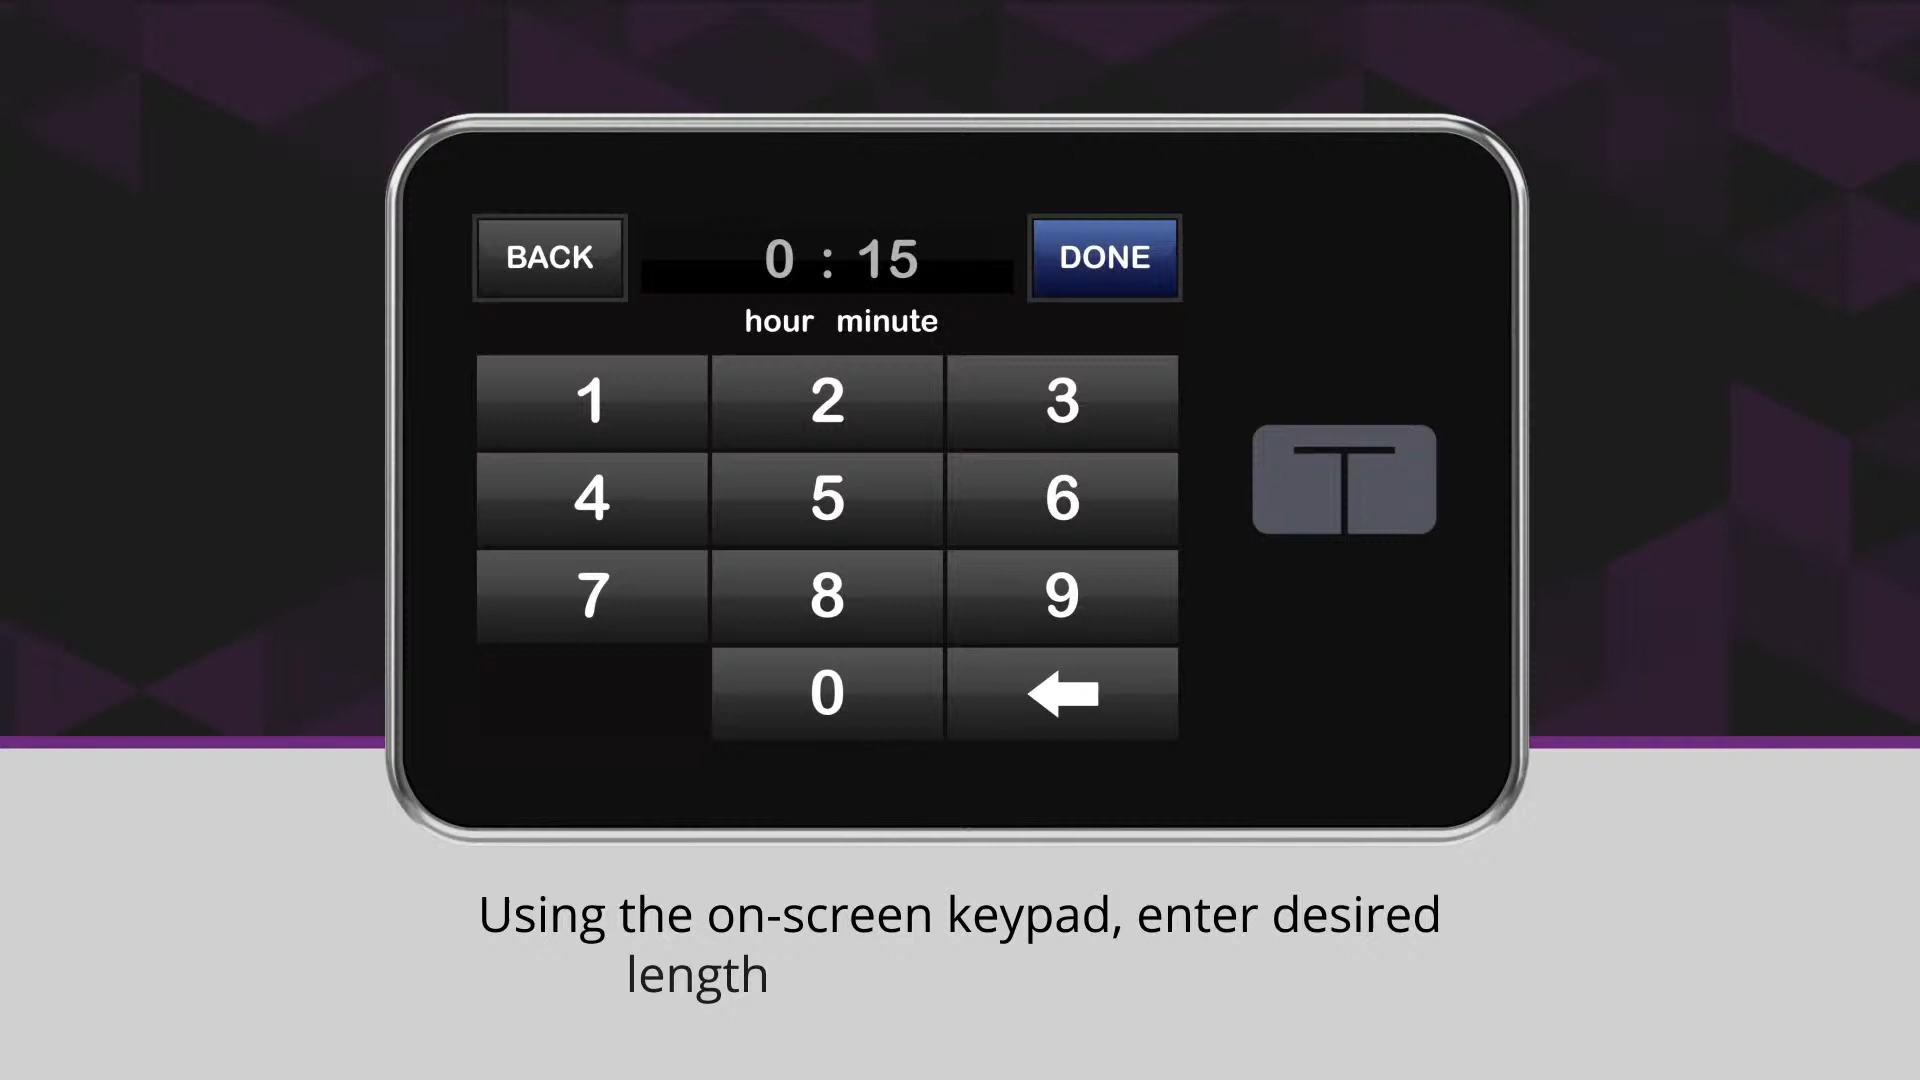 BACK 0 : 15 DONE
hour minute
1 2 3
4 5 6
7 8 9
0
Using the on-screen keypad, enter desired
length